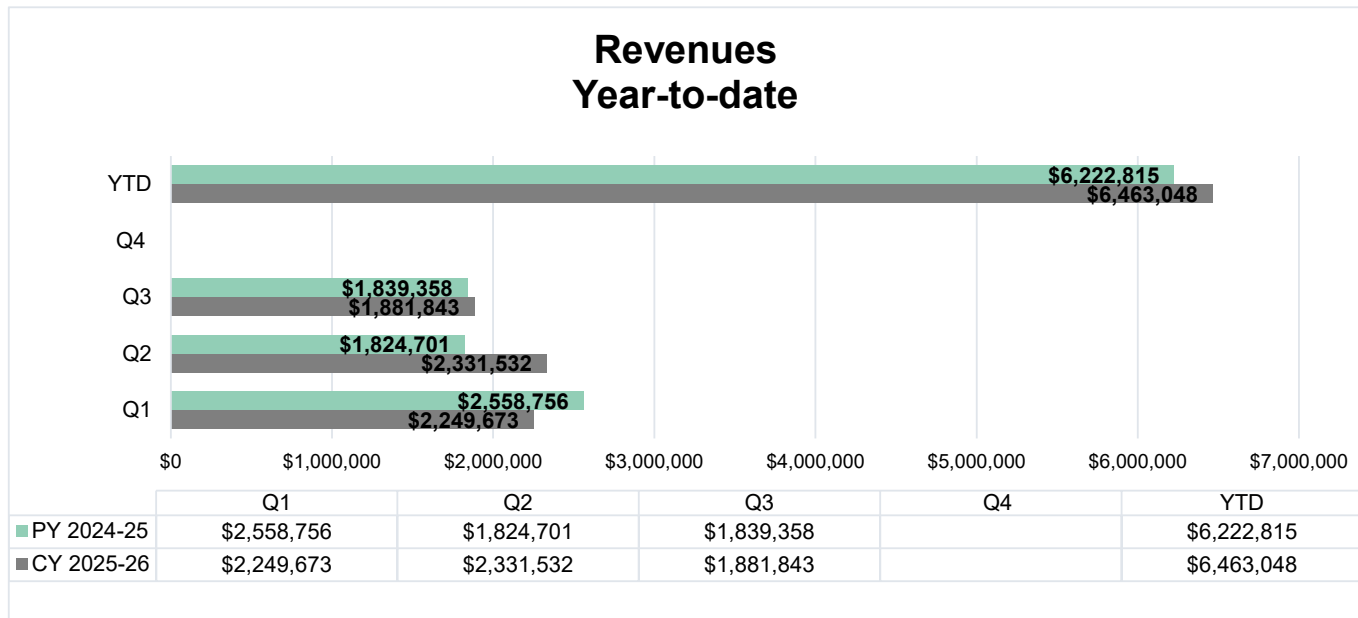 Revenues
Year-to-date
YTD $6,222,815
$6,463,048
Q4
Q3 $1,839,358
$1,881,843
Q2 $1,824,701
$2,331,532
Q1 $2,558,756
$2,249,673
$0 $1,000,000 $2,000,000 $3,000,000 $4,000,000 $5,000,000 $6,000,000 $7,000,000
Q1 Q2 Q3 Q4 YTD
PY 2024-25 $2,558,756 $1,824,701 $1,839,358 $6,222,815
CY 2025-26 $2,249,673 $2,331,532 $1,881,843 $6,463,048